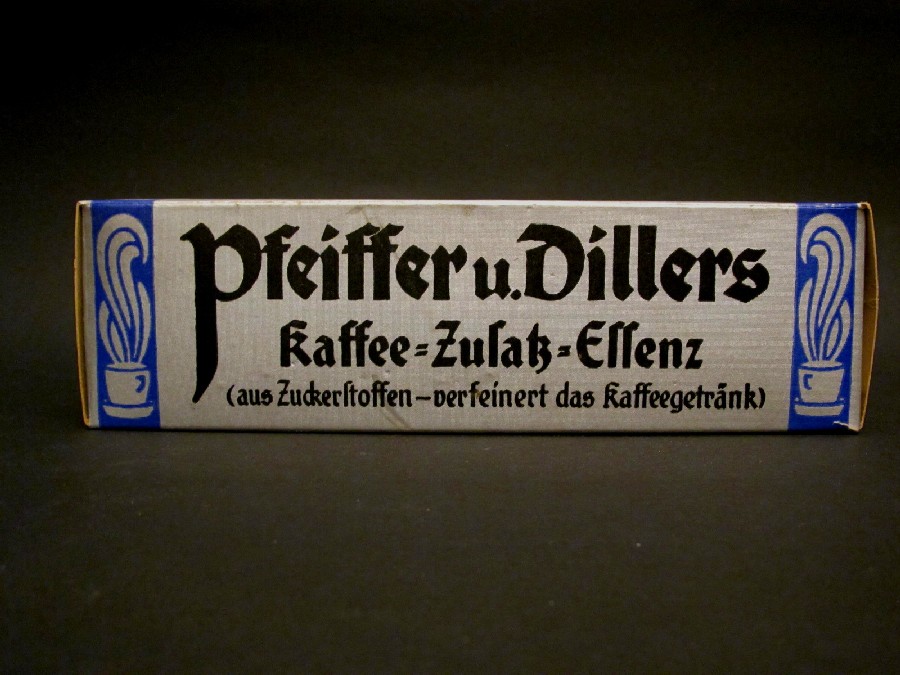 Pfeiffer u. Dillers
Kaffee=Zuſatz=Eſſenz
(aus Zuckerſtoffen – verfeinert das Kaffeegetränk)